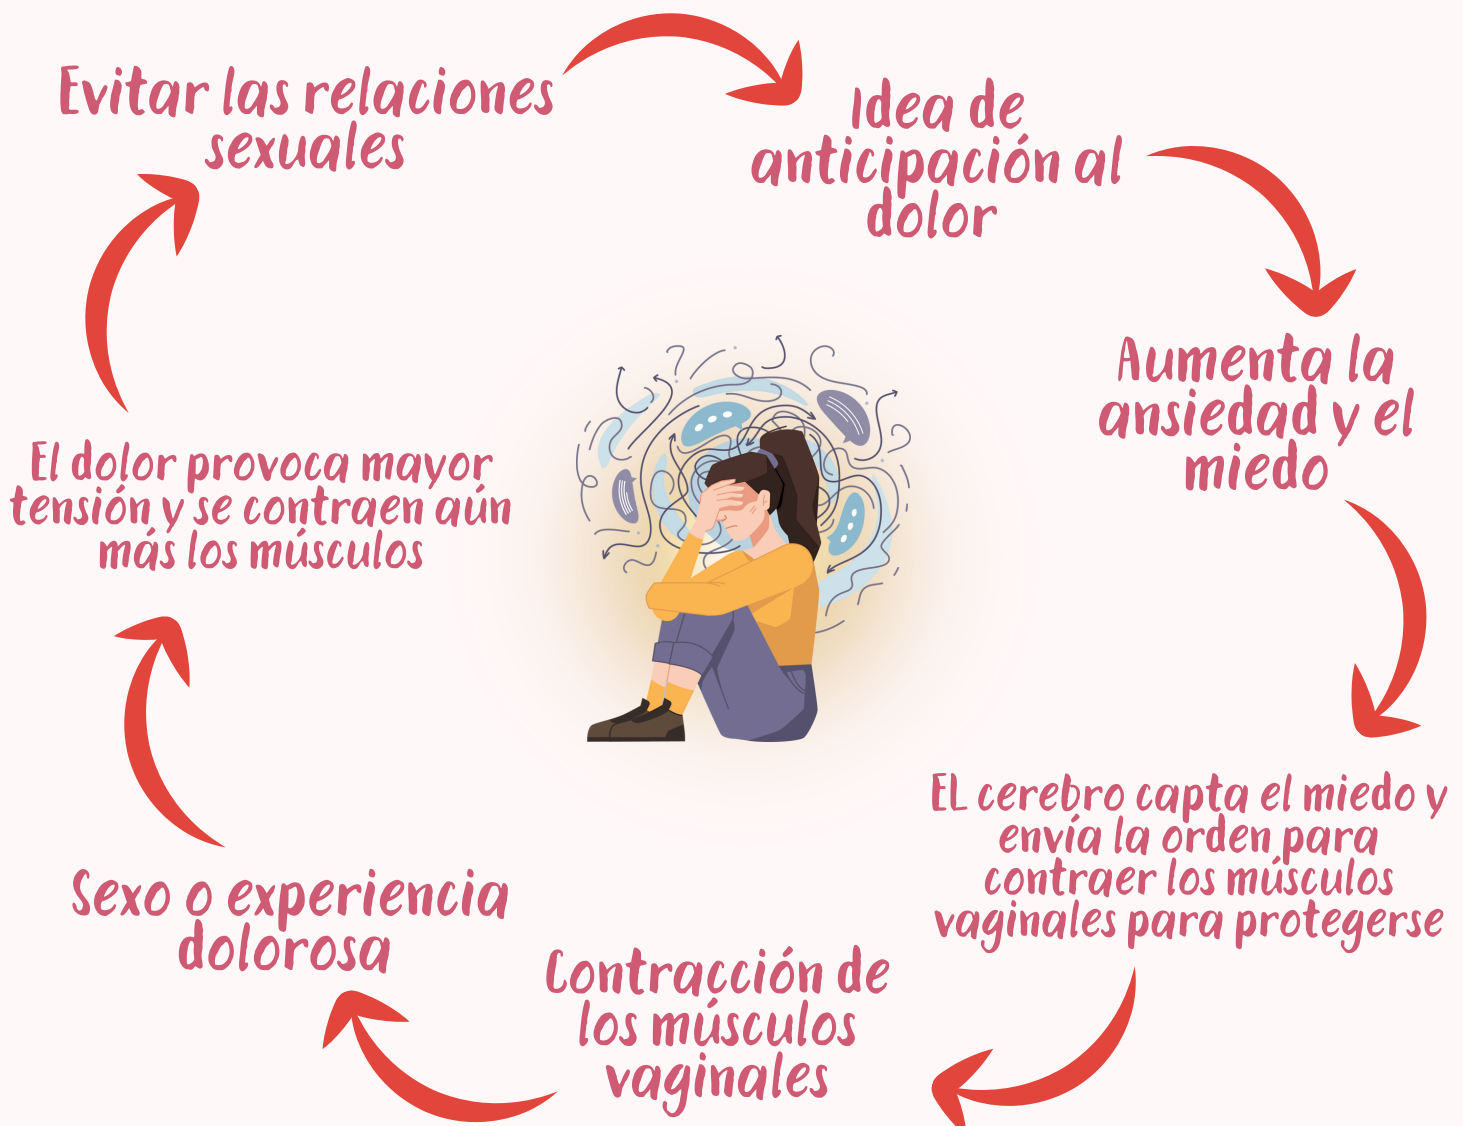 Evitar las relaciones
sexuales
Idea de
anticipación al
dolor
Aumenta la
ansiedad y el
miedo
EL cerebro capta el miedo y
envía la orden para
contraer los músculos
vaginales para protegerse
Contracción de
los músculos
vaginales
Sexo o experiencia
dolorosa
El dolor provoca mayor
tensión y se contraen aún
más los músculos